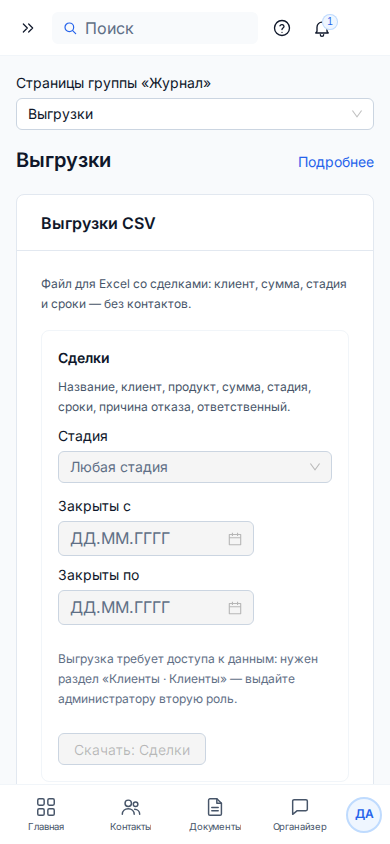 Поиск
1
Страницы группы «Журнал»
Выгрузки
Выгрузки
Подробнее
Выгрузки CSV
Файл для Excel со сделками: клиент, сумма, стадия
и сроки — без контактов.
Сделки
Название, клиент, продукт, сумма, стадия,
сроки, причина отказа, ответственный.
Стадия
Любая стадия
Закрыты с
ДД.ММ.ГГГГ
Закрыты по
ДД.ММ.ГГГГ
Выгрузка требует доступа к данным: нужен
раздел «Клиенты · Клиенты» — выдайте
администратору вторую роль.
Скачать: Сделки
Главная
Контакты
Документы
Органайзер
ДА